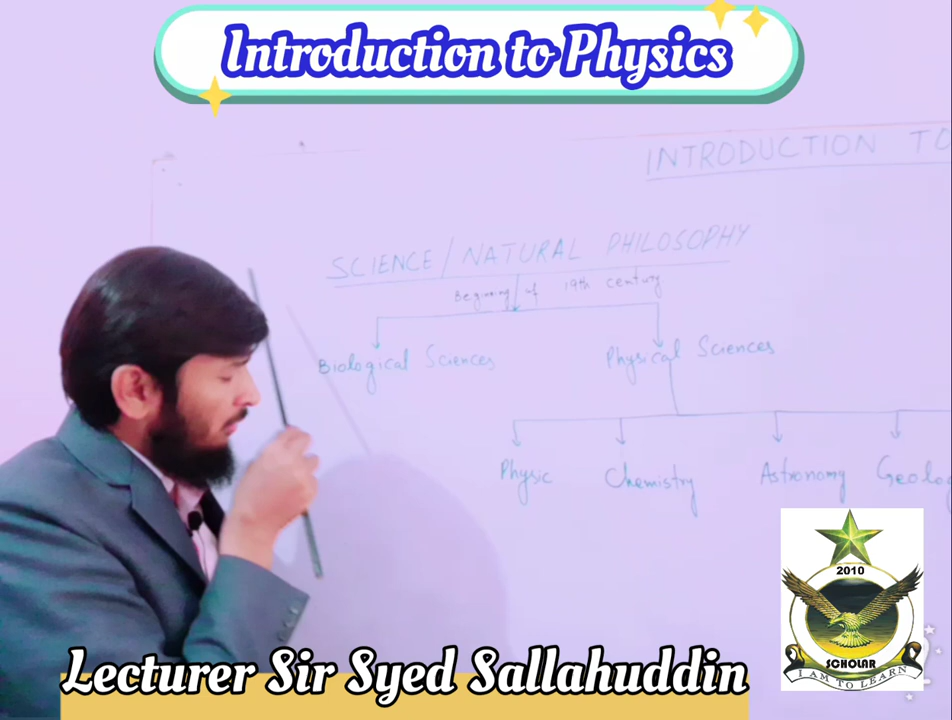 Introduction to Physics
INTRODUCTION TO
SCIENCE/NATURAL PHILOSOPHY
Beginning of 19th century
Biological Sciences
Physical Sciences
Physic
Chemistry
Astronomy
Geolog
2010
SCHOLAR
I AM TO LEARN
Lecturer Sir Syed Sallahuddin